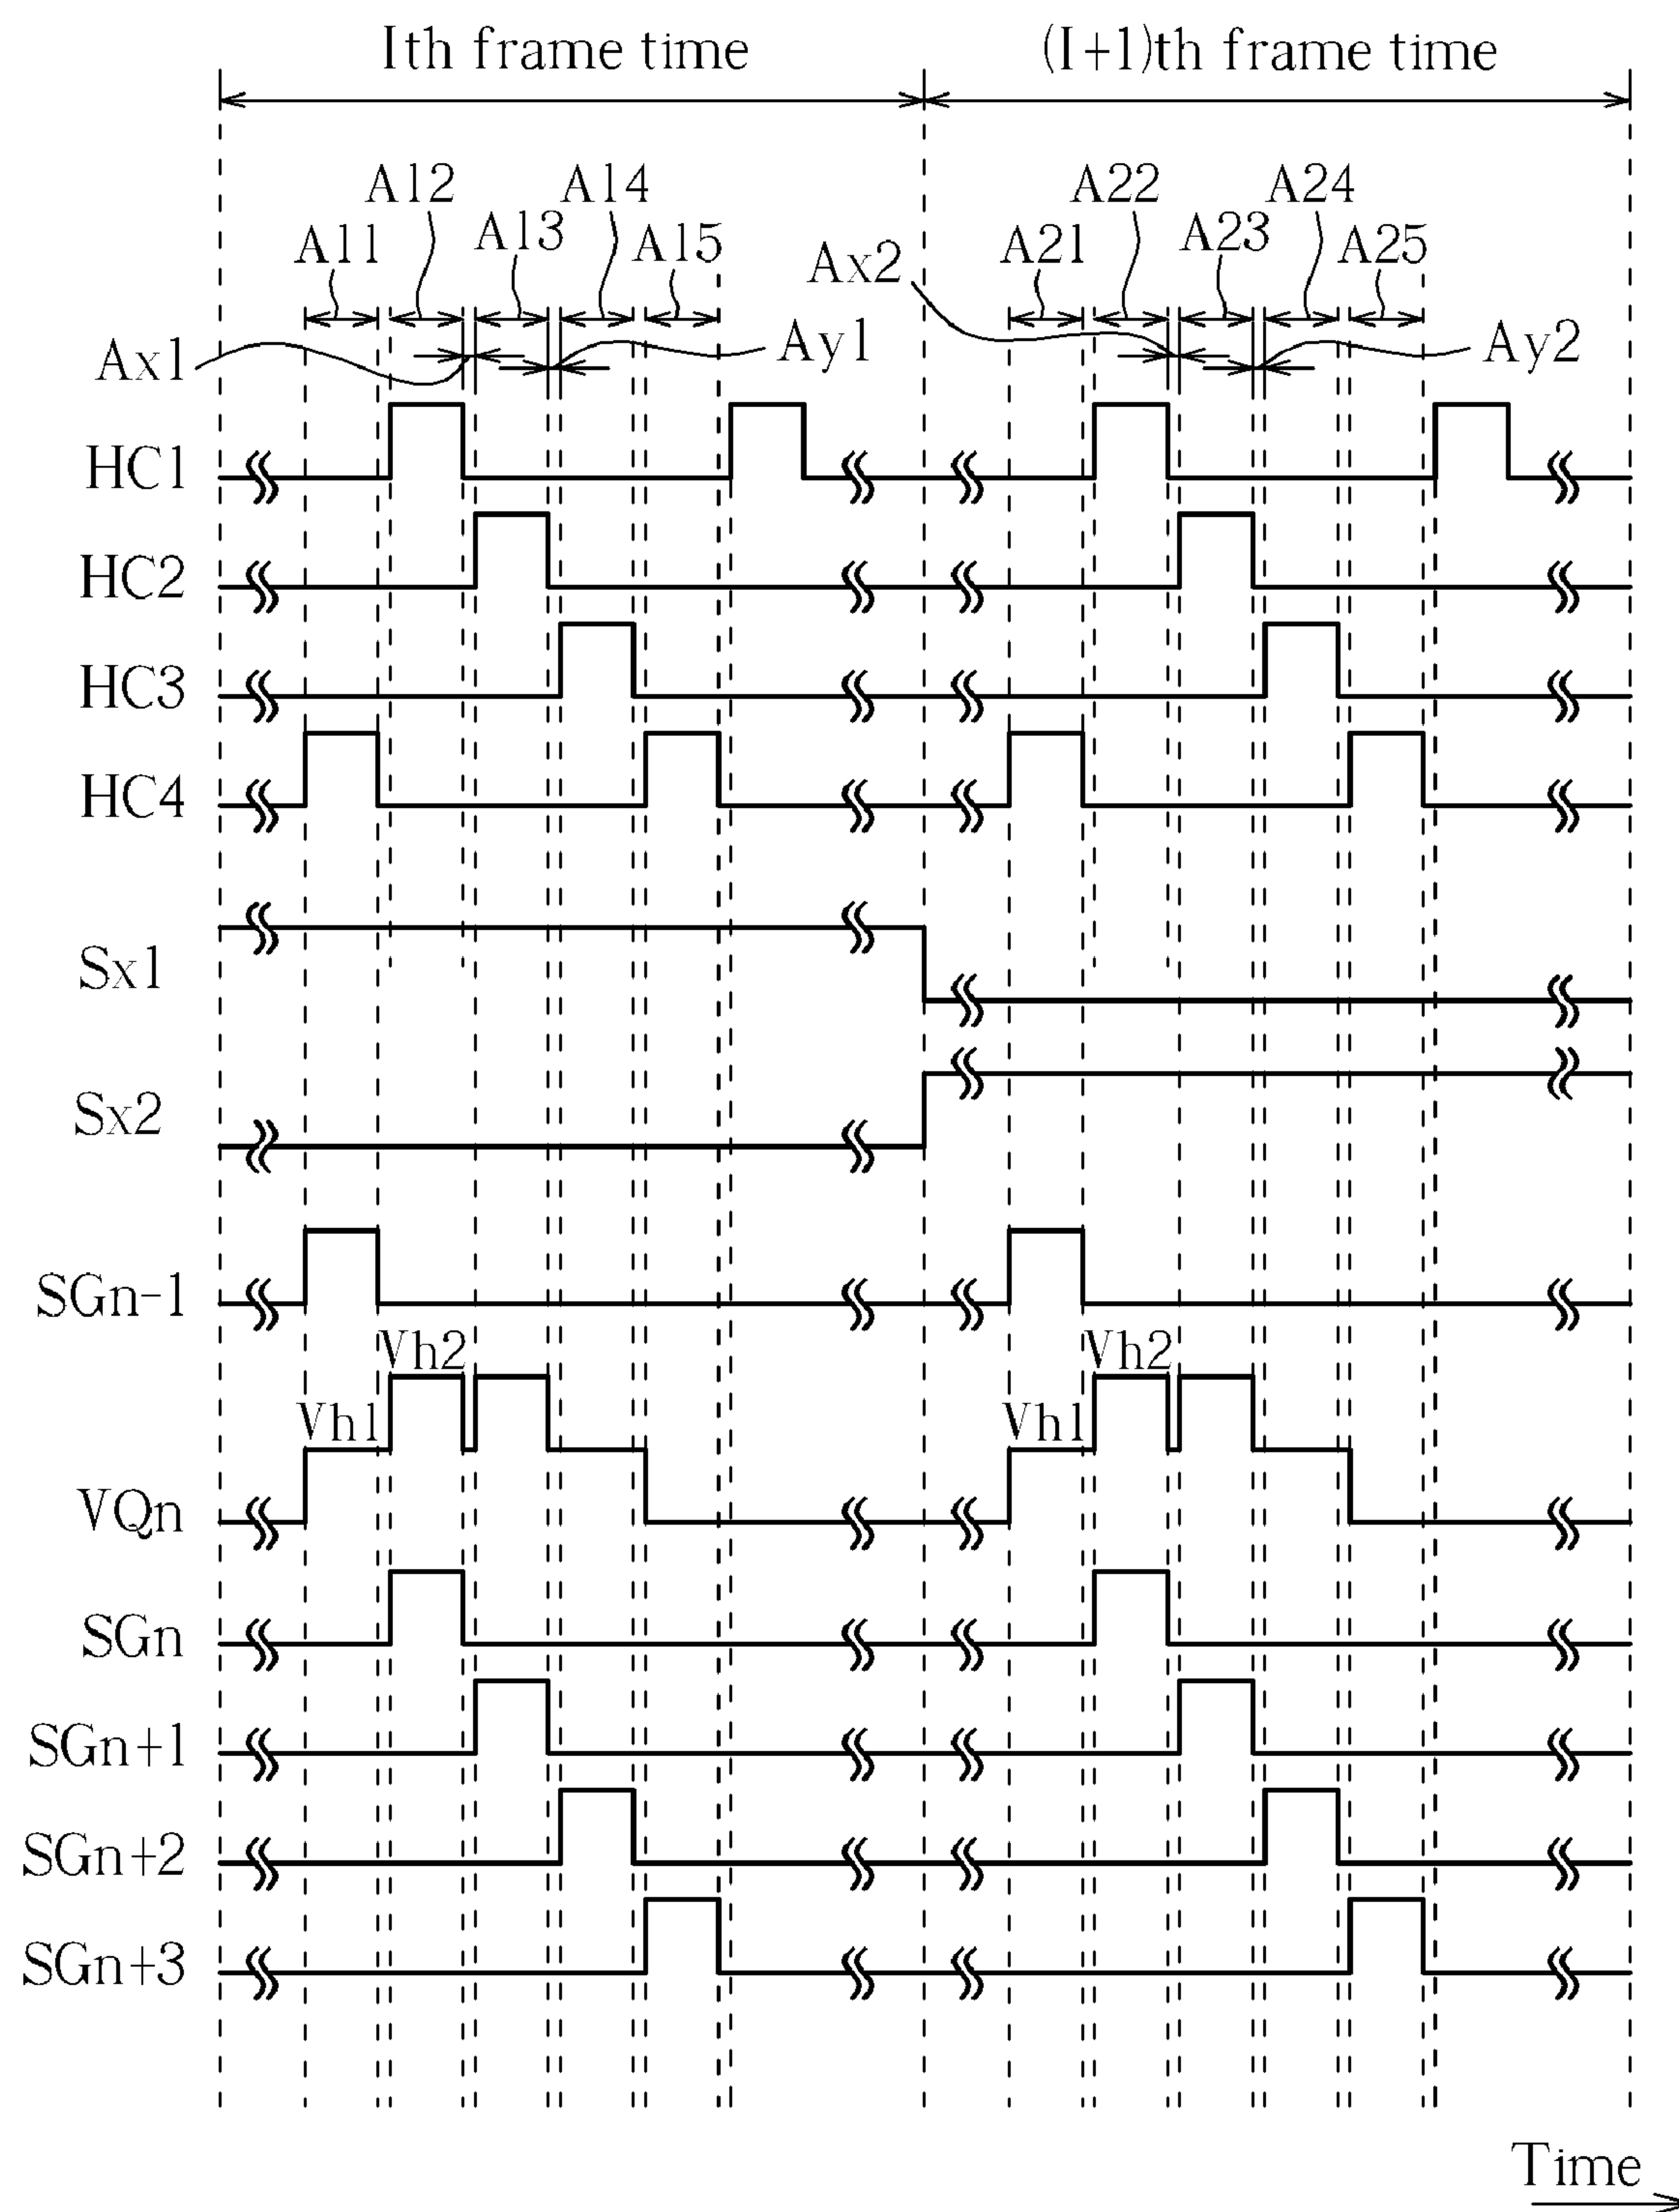 Ith frame time
(I+1)th frame time
A12
A14
A22
A24
A11
A13
A15
A21
A23
A25
Ax2
Ax1
Ay1
Ay2
HC1
HC2
HC3
HC4
Sx1
Sx2
SGn-1
Vh2
Vh2
Vh1
Vh1
VQn
SGn
SGn+1
SGn+2
SGn+3
Time